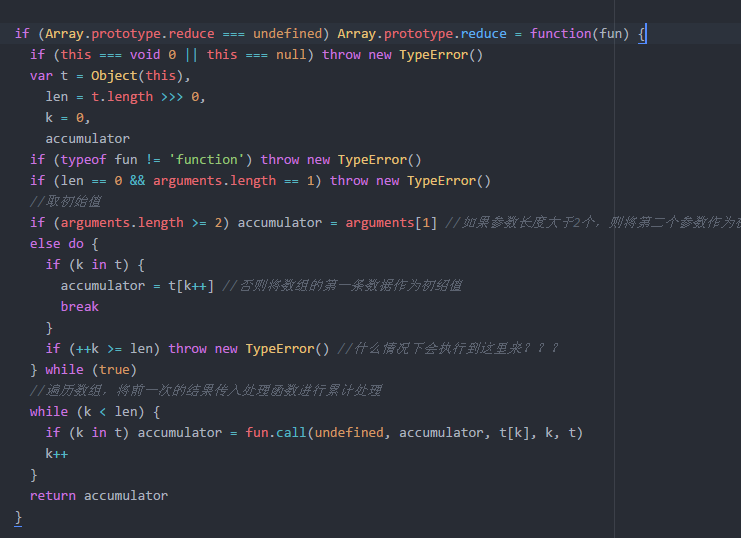 if (Array.prototype.reduce === undefined) Array.prototype.reduce = function(fun) {
  if (this === void 0 || this === null) throw new TypeError()
  var t = Object(this),
    len = t.length >>> 0,
    k = 0,
    accumulator
  if (typeof fun != 'function') throw new TypeError()
  if (len == 0 && arguments.length == 1) throw new TypeError()
  //取初始值
  if (arguments.length >= 2) accumulator = arguments[1] //如果参数长度大于2个，则将第二个参数作为
  else do {
    if (k in t) {
      accumulator = t[k++] //否则将数组的第一条数据作为初绍值
      break
    }
    if (++k >= len) throw new TypeError() //什么情况下会执行到这里来？？？
  } while (true)
  //遍历数组，将前一次的结果传入处理函数进行累计处理
  while (k < len) {
    if (k in t) accumulator = fun.call(undefined, accumulator, t[k], k, t)
    k++
  }
  return accumulator
}